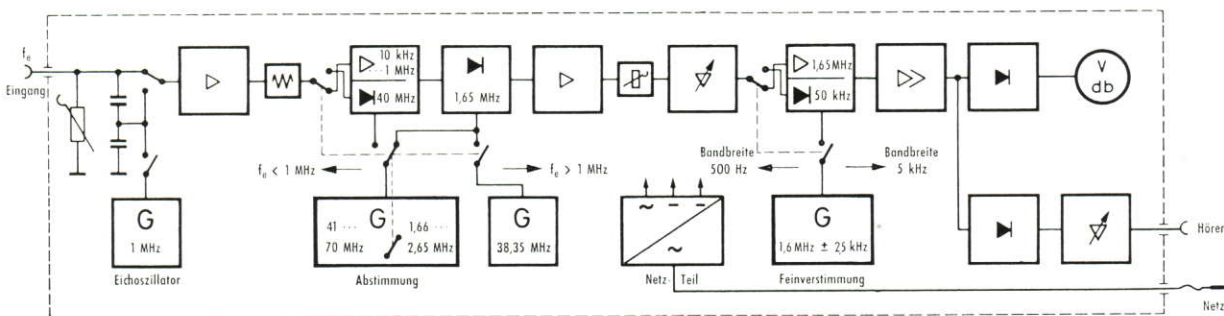 fe
Eingang
10 kHz
··· 1 MHz
40 MHz
1,65 MHz
1,65 MHz
50 kHz
V
db
fe < 1 MHz
fe > 1 MHz
Bandbreite
500 Hz
Bandbreite
5 kHz
G
1 MHz
G
41 ···
70 MHz
1,66 ···
2,65 MHz
G
38,35 MHz
G
1,6 MHz ± 2,5 kHz
Hören
Eichoszillator
Abstimmung
Netz-Teil
Feinverstimmung
Netz